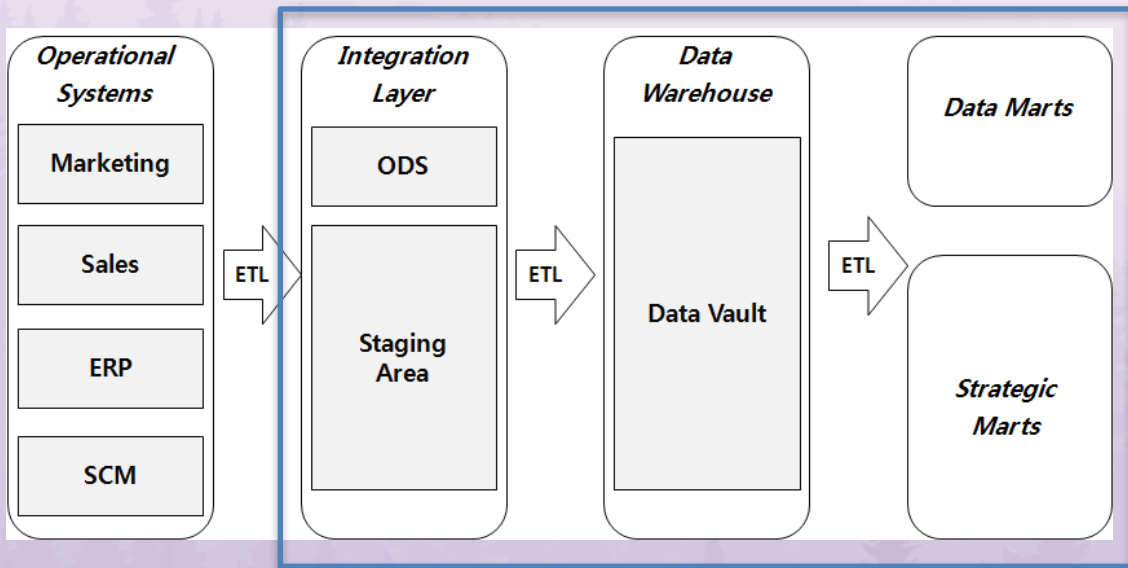 Operational
Systems
Marketing
Sales
ERP
SCM
ETL
Integration
Layer
ODS
Staging
Area
ETL
Data
Warehouse
Data Vault
ETL
Data Marts
Strategic
Marts